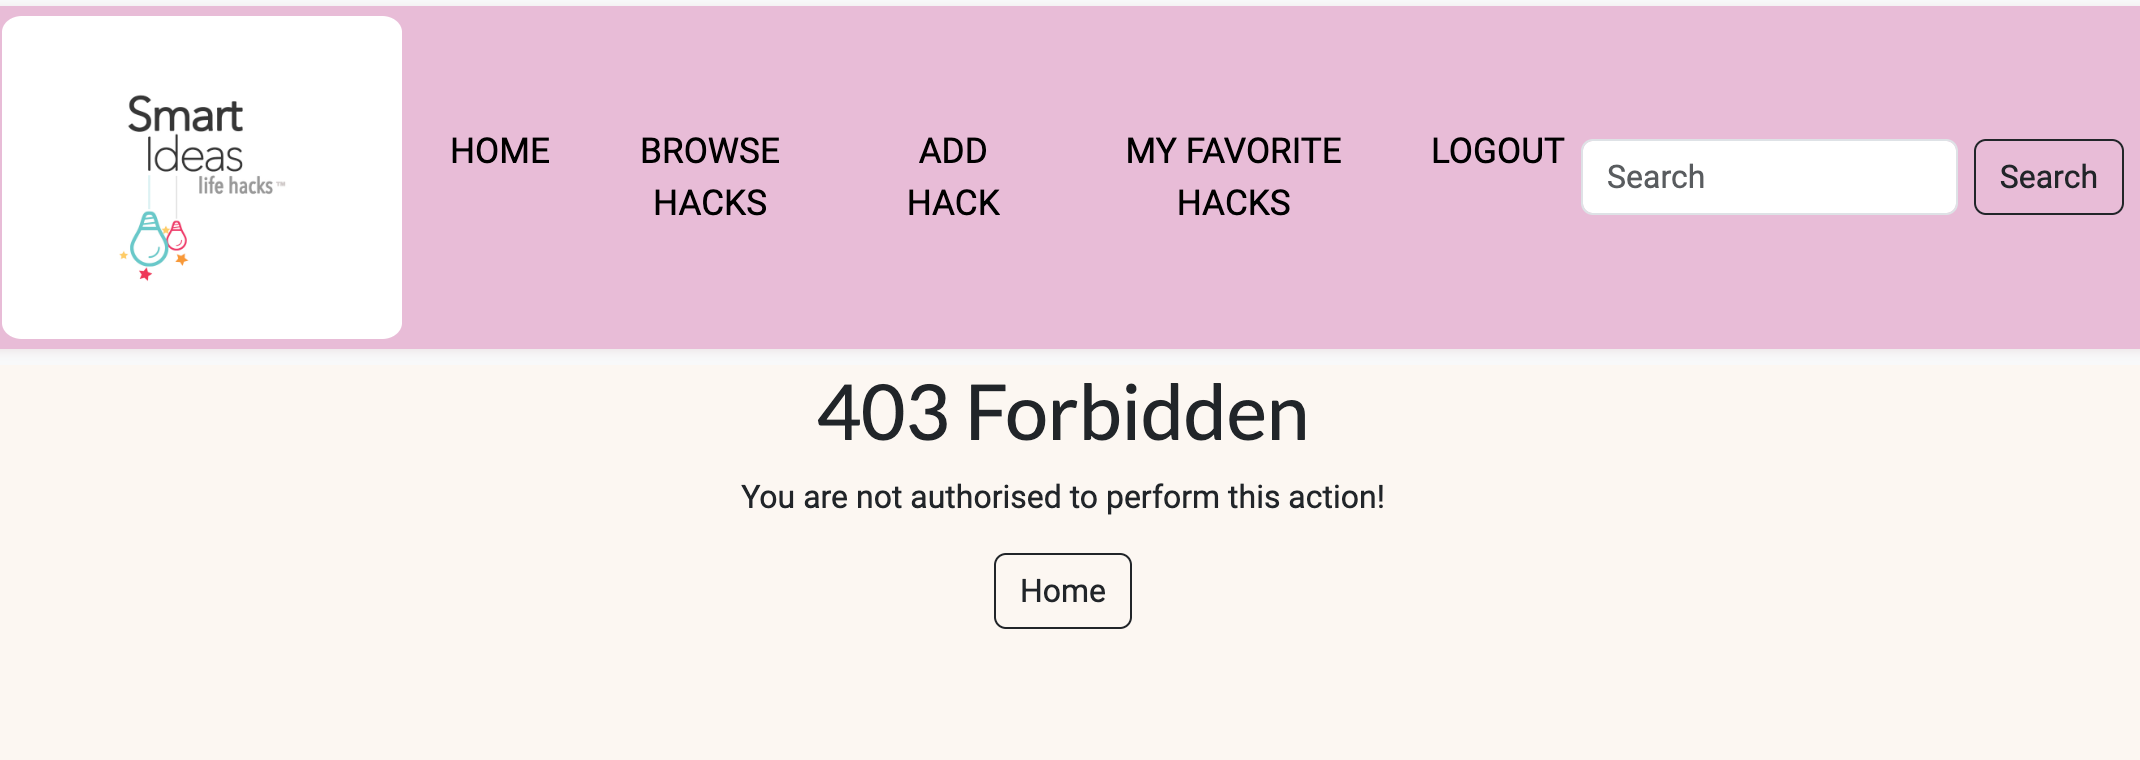 Smart
Ideas
life hacks™
HOME
BROWSE
HACKS
ADD
HACK
MY FAVORITE
HACKS
LOGOUT
Search
Search
403 Forbidden
You are not authorised to perform this action!
Home